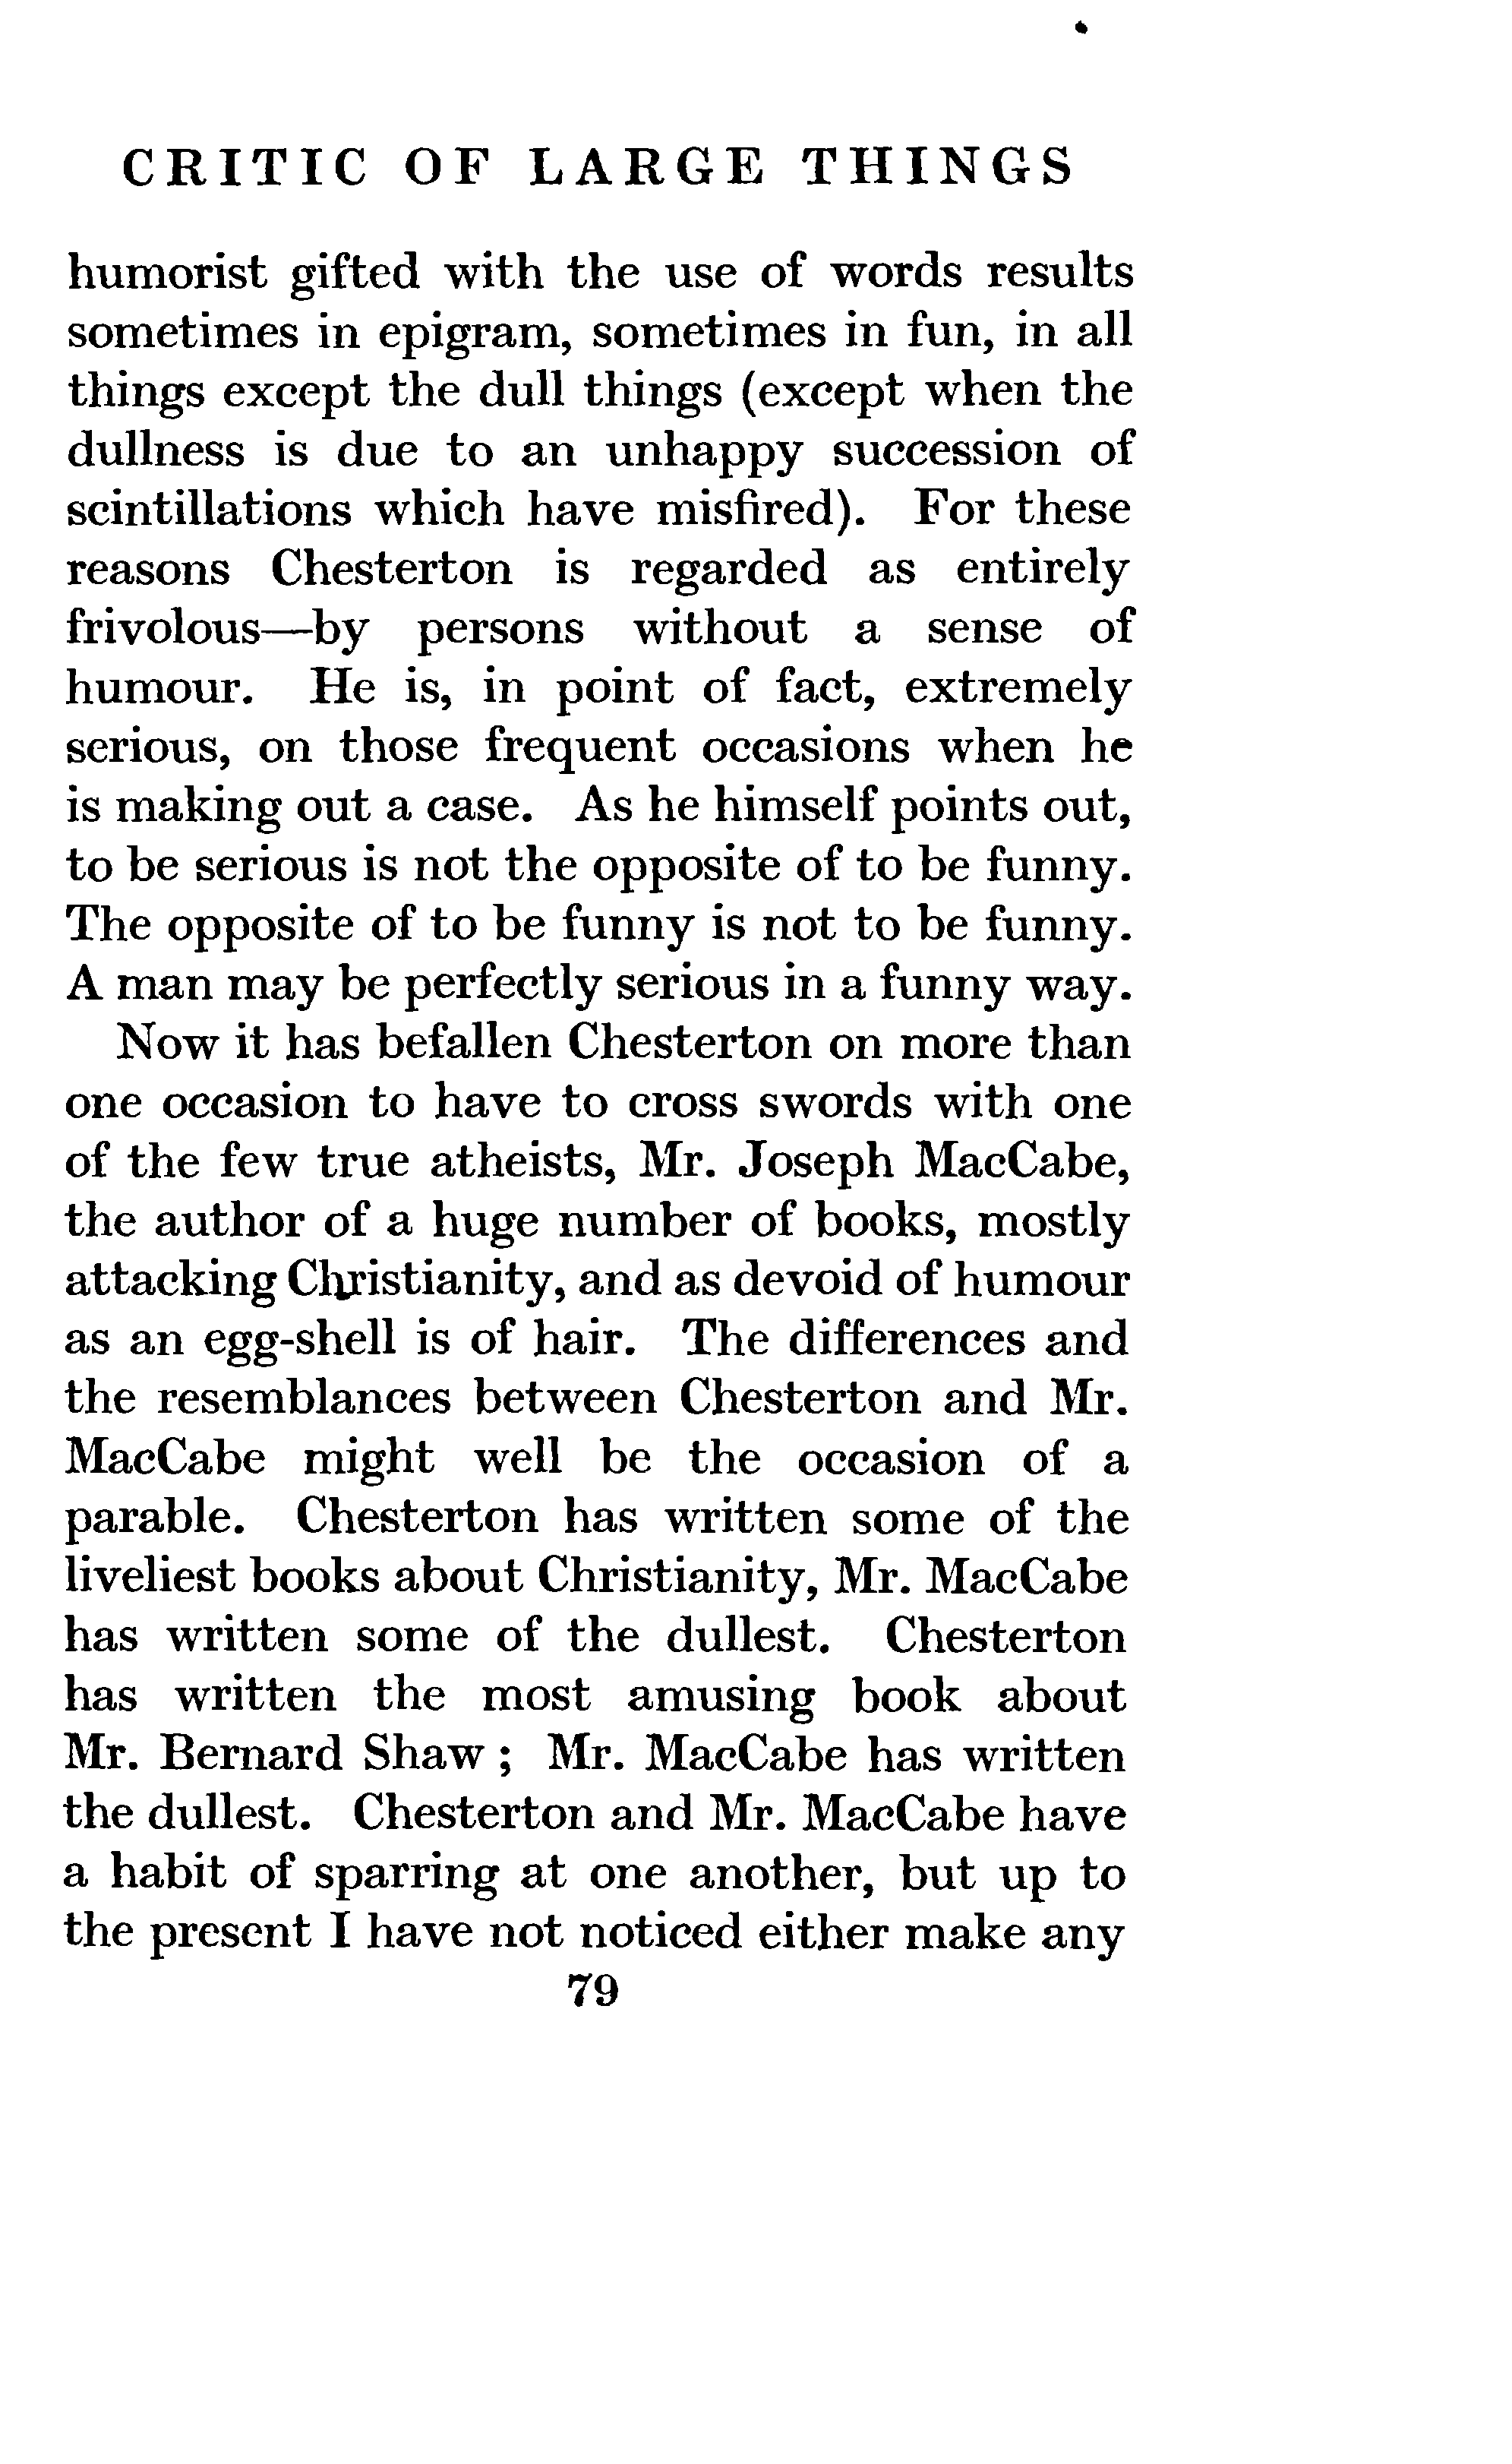 CRITIC OF LARGE THINGS
humorist gifted with the use of words results
sometimes in epigram, sometimes in fun, in all
things except the dull things (except when the
dullness is due to an unhappy succession of
scintillations which have misfired). For these
reasons Chesterton is regarded as entirely
frivolous—by persons without a sense of
humour. He is, in point of fact, extremely
serious, on those frequent occasions when he
is making out a case. As he himself points out,
to be serious is not the opposite of to be funny.
The opposite of to be funny is not to be funny.
A man may be perfectly serious in a funny way.
Now it has befallen Chesterton on more than
one occasion to have to cross swords with one
of the few true atheists, Mr. Joseph MacCabe,
the author of a huge number of books, mostly
attacking Christianity, and as devoid of humour
as an egg-shell is of hair. The differences and
the resemblances between Chesterton and Mr.
MacCabe might well be the occasion of a
parable. Chesterton has written some of the
liveliest books about Christianity, Mr. MacCabe
has written some of the dullest. Chesterton
has written the most amusing book about
Mr. Bernard Shaw ; Mr. MacCabe has written
the dullest. Chesterton and Mr. MacCabe have
a habit of sparring at one another, but up to
the present I have not noticed either make any
79